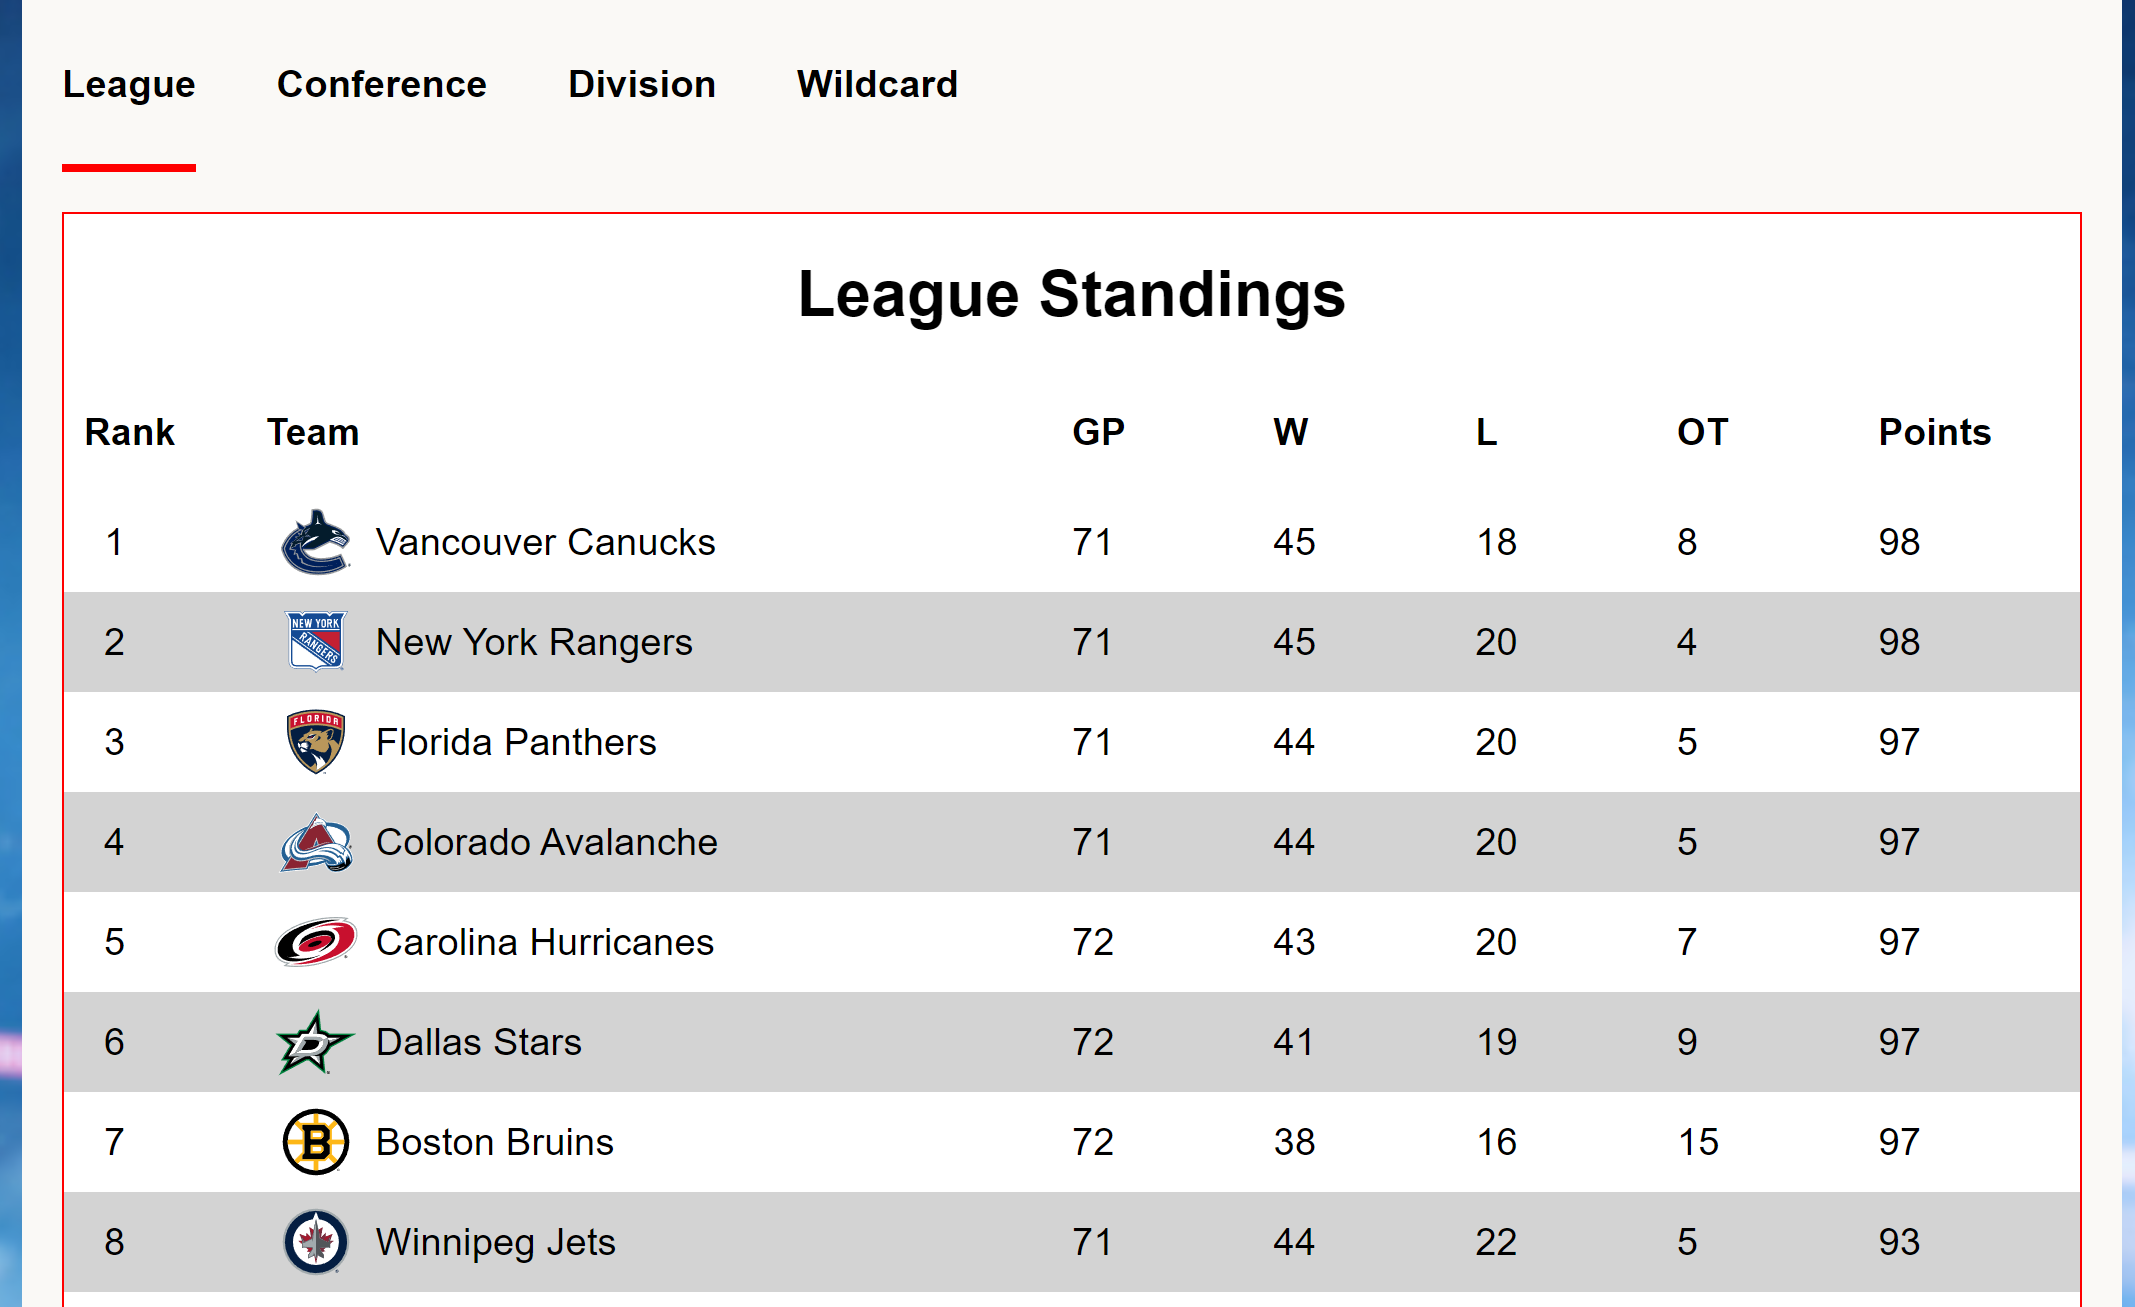 League Conference Division Wildcard
League Standings
Rank Team GP W L OT Points
1 Vancouver Canucks 71 45 18 8 98
2 NEW YORK RANGERS New York Rangers 71 45 20 4 98
3 FLORIDA Florida Panthers 71 44 20 5 97
4 Colorado Avalanche 71 44 20 5 97
5 Carolina Hurricanes 72 43 20 7 97
6 D Dallas Stars 72 41 19 9 97
7 B Boston Bruins 72 38 16 15 97
8 Winnipeg Jets 71 44 22 5 93